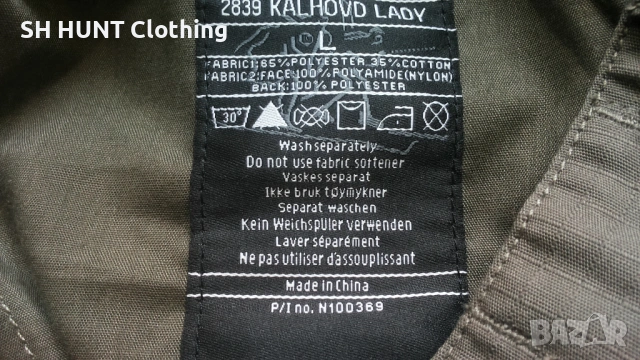 SH HUNT Clothing
2839 KALHOVD LADY
L
FABRIC1:65%POLYESTER 35%COTTON
FABRIC2:FACE:100%POLYAMIDE(NYLON)
BACK:100% POLYESTER
30°
Wash separately
Do not use fabric softener
Vaskes separat
Ikke bruk tøymykner
Separat waschen
Kein Weichspüler verwenden
Laver séparément
Ne pas utiliser d'assouplissant
Made in China
P/I no. N100369
BAZAR.bg